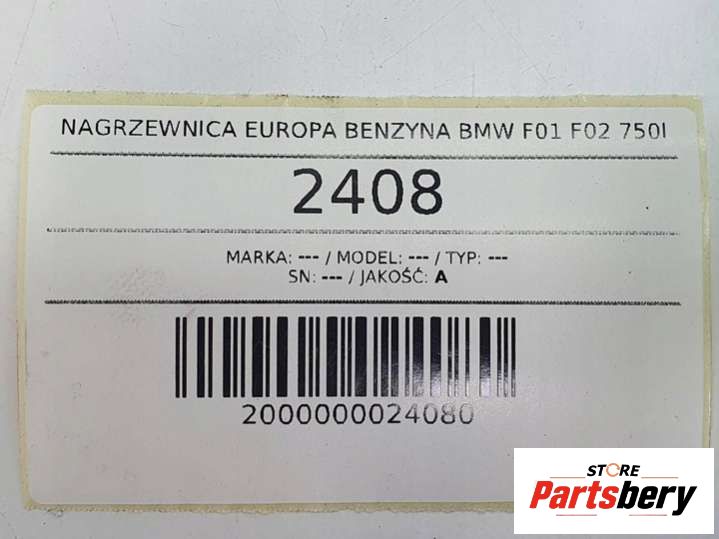 NAGRZEWNICA EUROPA BENZYNA BMW F01 F02 750I
2408
MARKA: --- / MODEL: --- / TYP: ---
SN: --- / JAKOŚĆ: A
2000000024080
STORE
Partsbery